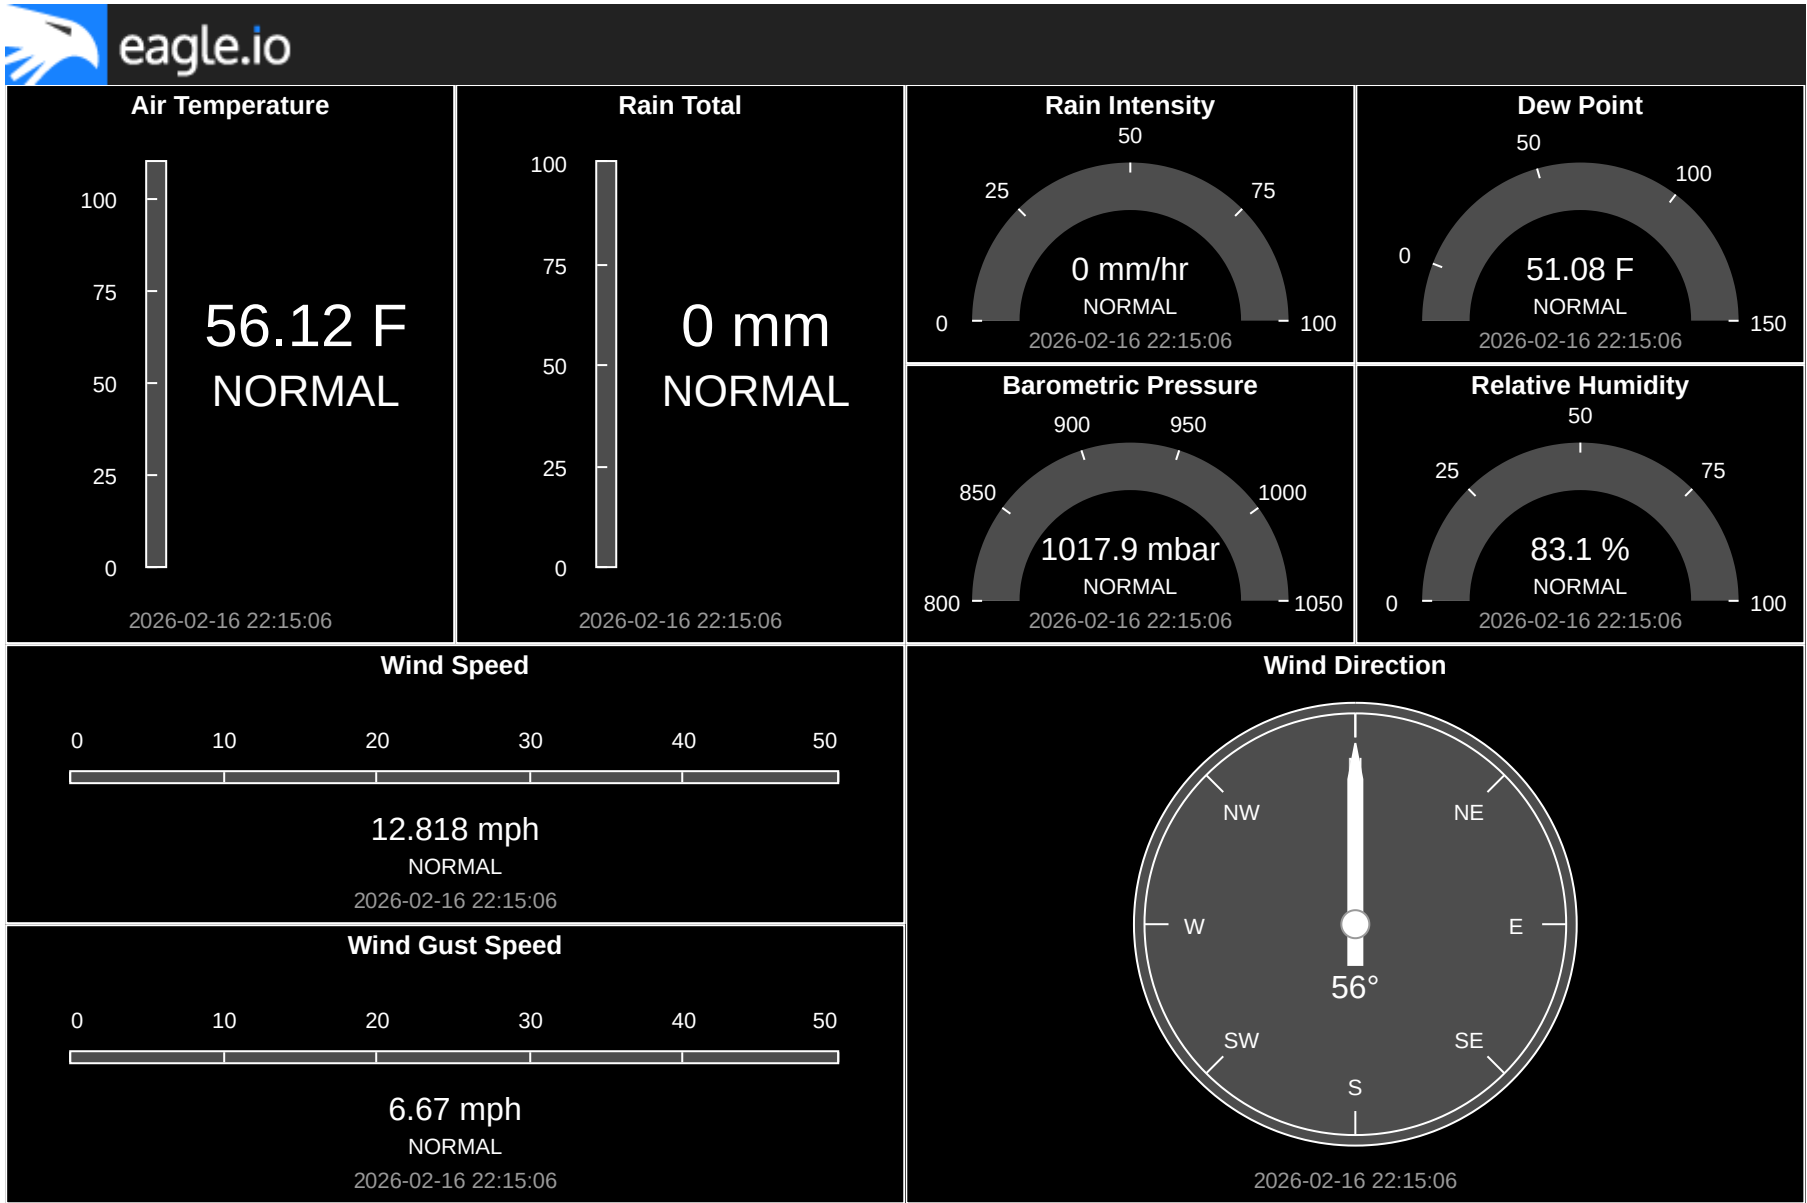 eagle.io
Air Temperature
100
75
50
25
0
56.12 F
NORMAL
2026-02-16 22:15:06
Rain Total
100
75
50
25
0
0 mm
NORMAL
2026-02-16 22:15:06
Rain Intensity
0
25
50
75
100
0 mm/hr
NORMAL
2026-02-16 22:15:06
Dew Point
0
50
100
150
51.08 F
NORMAL
2026-02-16 22:15:06
Barometric Pressure
800
850
900
950
1000
1050
1017.9 mbar
NORMAL
2026-02-16 22:15:06
Relative Humidity
0
25
50
75
100
83.1 %
NORMAL
2026-02-16 22:15:06
Wind Speed
0 10 20 30 40 50
12.818 mph
NORMAL
2026-02-16 22:15:06
Wind Gust Speed
0 10 20 30 40 50
6.67 mph
NORMAL
2026-02-16 22:15:06
Wind Direction
NW NE
W E
56°
SW SE
S
2026-02-16 22:15:06